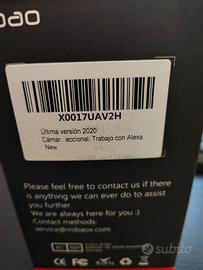 ibao
X0017UAV2H
Última versión 2020
Cámar...eccional, Trabajo con Alexa
New
Please feel free to contact us if
there is anything we can ever do to assist
you further.
We are always here for you :)
Contact methods:
service@mibaox.com
subito